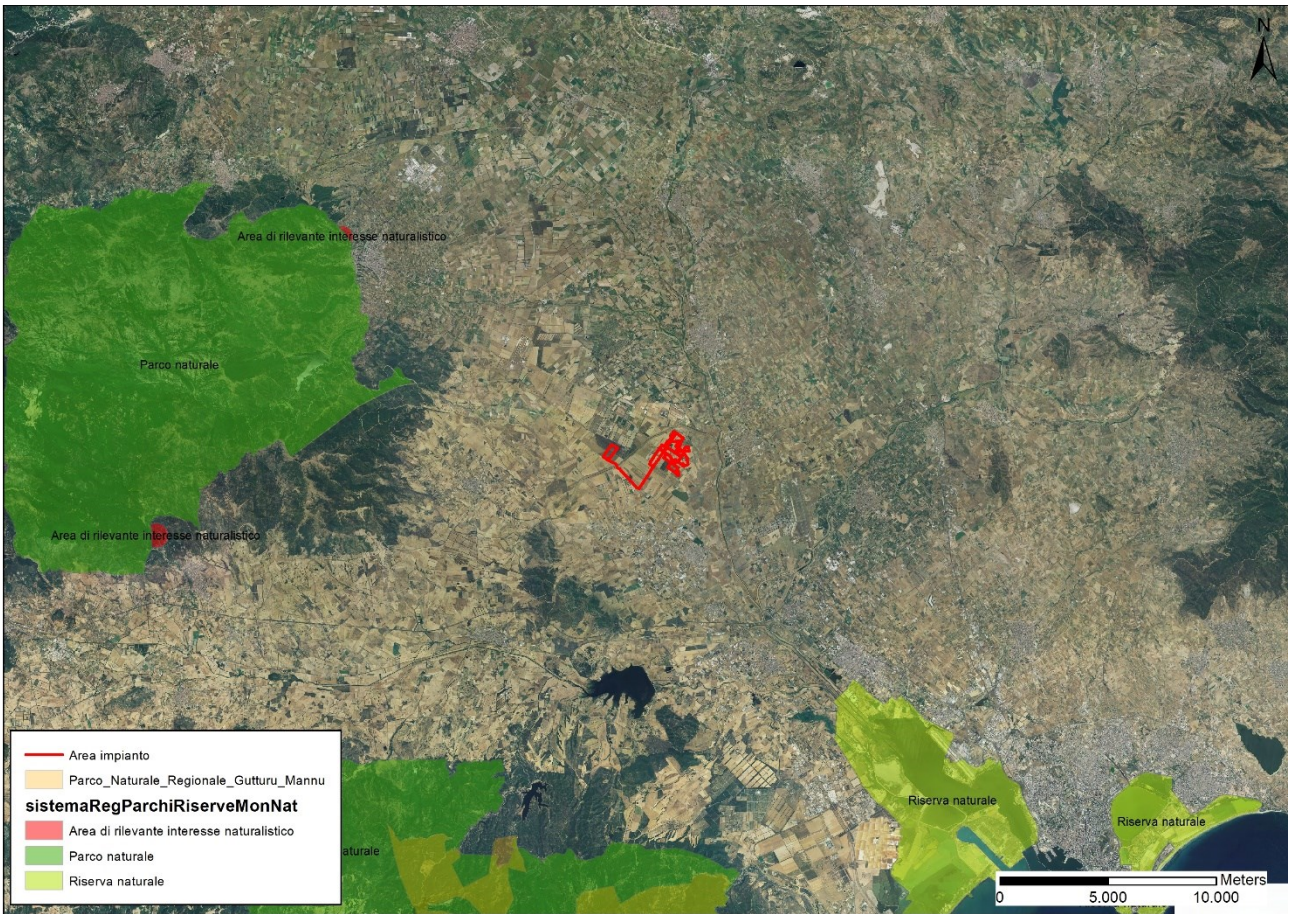 N
Area di rilevante interesse naturalistico
Parco naturale
Area di rilevante interesse naturalistico
Area impianto
Parco_Naturale_Regionale_Gutturu_Mannu
sistemaRegParchiRiserveMonNat
Area di rilevante interesse naturalistico
Parco naturale
Riserva naturale
aturale
Riserva naturale
Riserva naturale
Meters
0 5.000 10.000